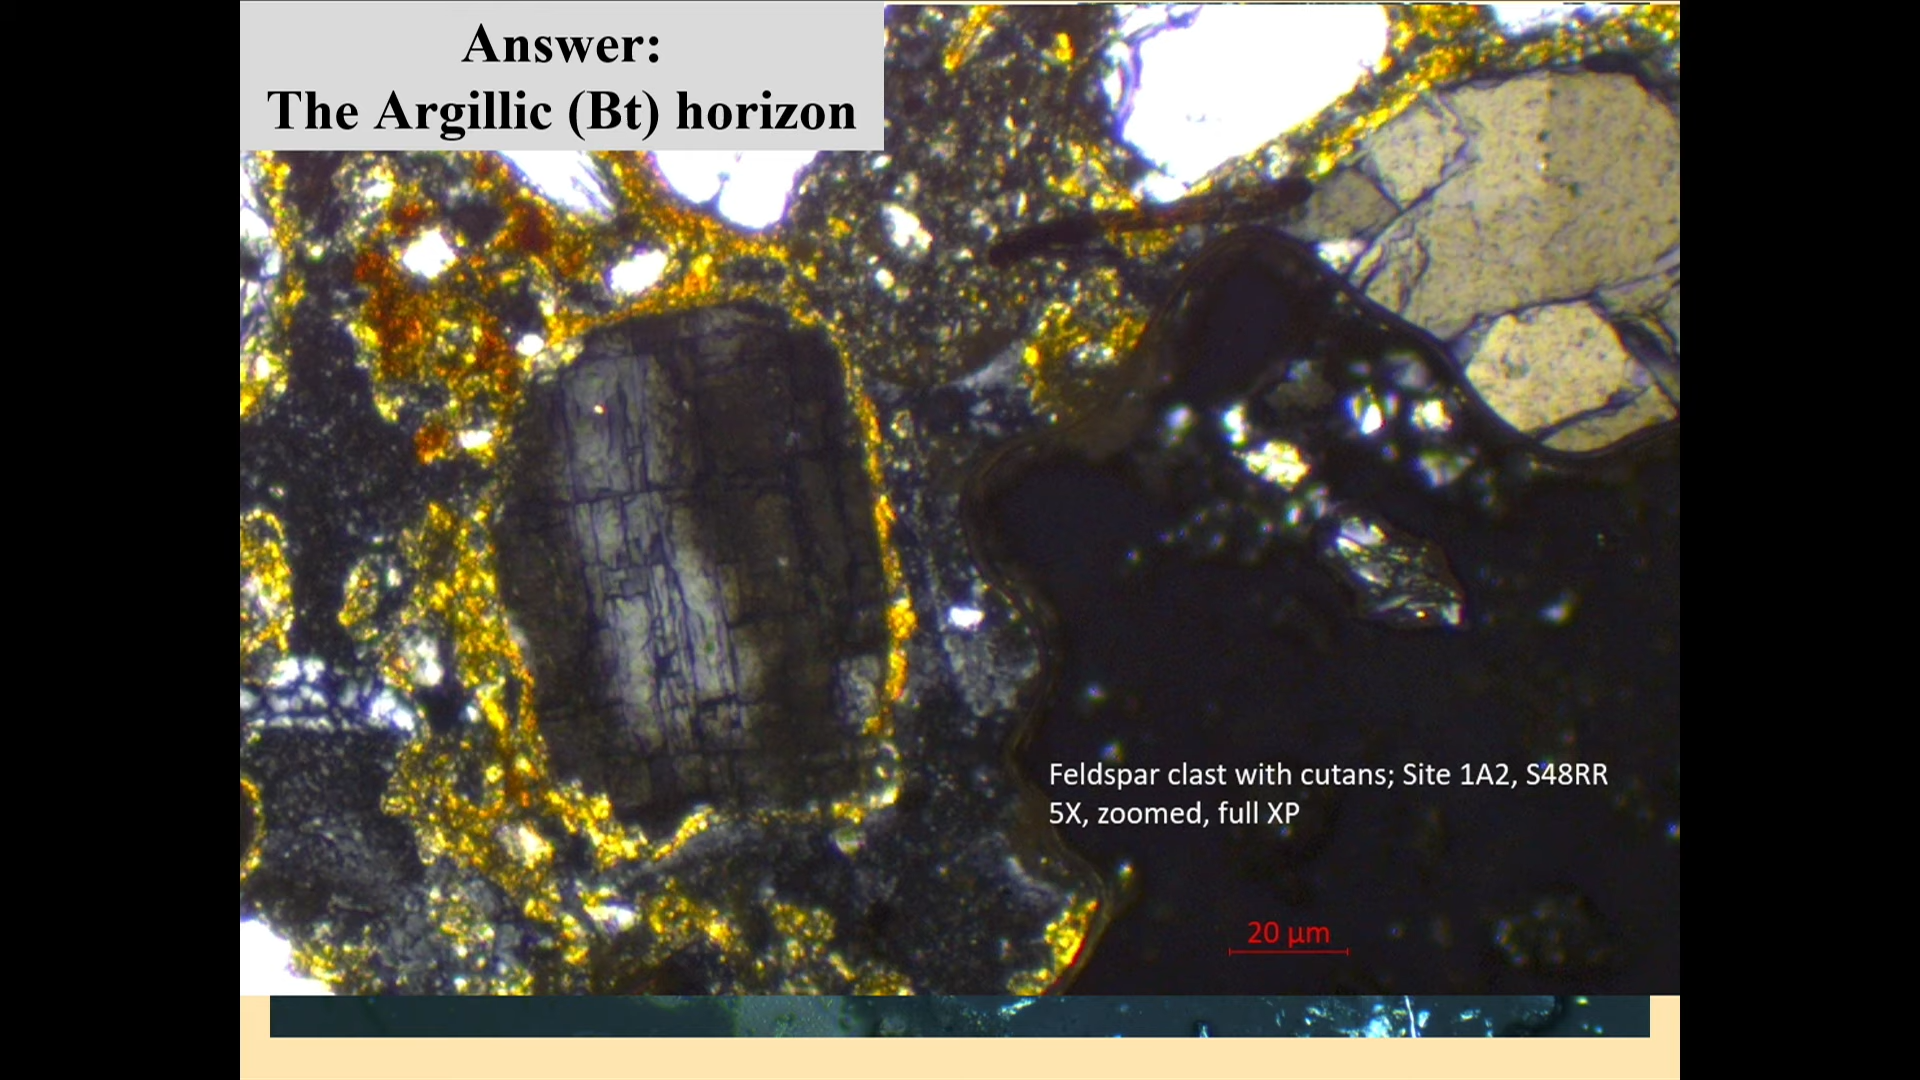 Answer:
The Argillic (Bt) horizon
Feldspar clast with cutans; Site 1A2, S48RR
5X, zoomed, full XP
20 µm